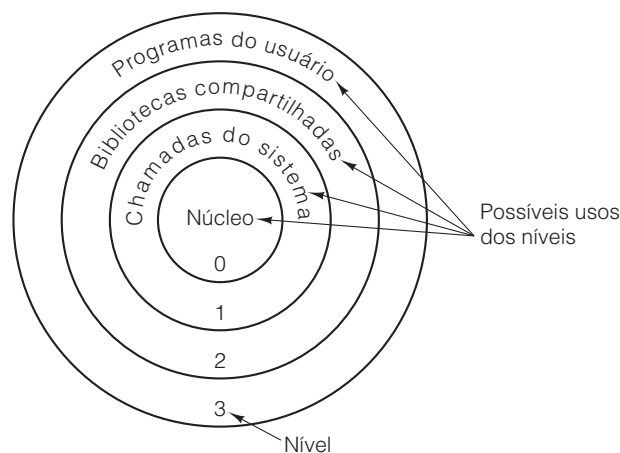 Programas do usuário
Bibliotecas compartilhadas
Chamadas do sistema
Núcleo
0
1
2
3
Possíveis usos
dos níveis
Nível